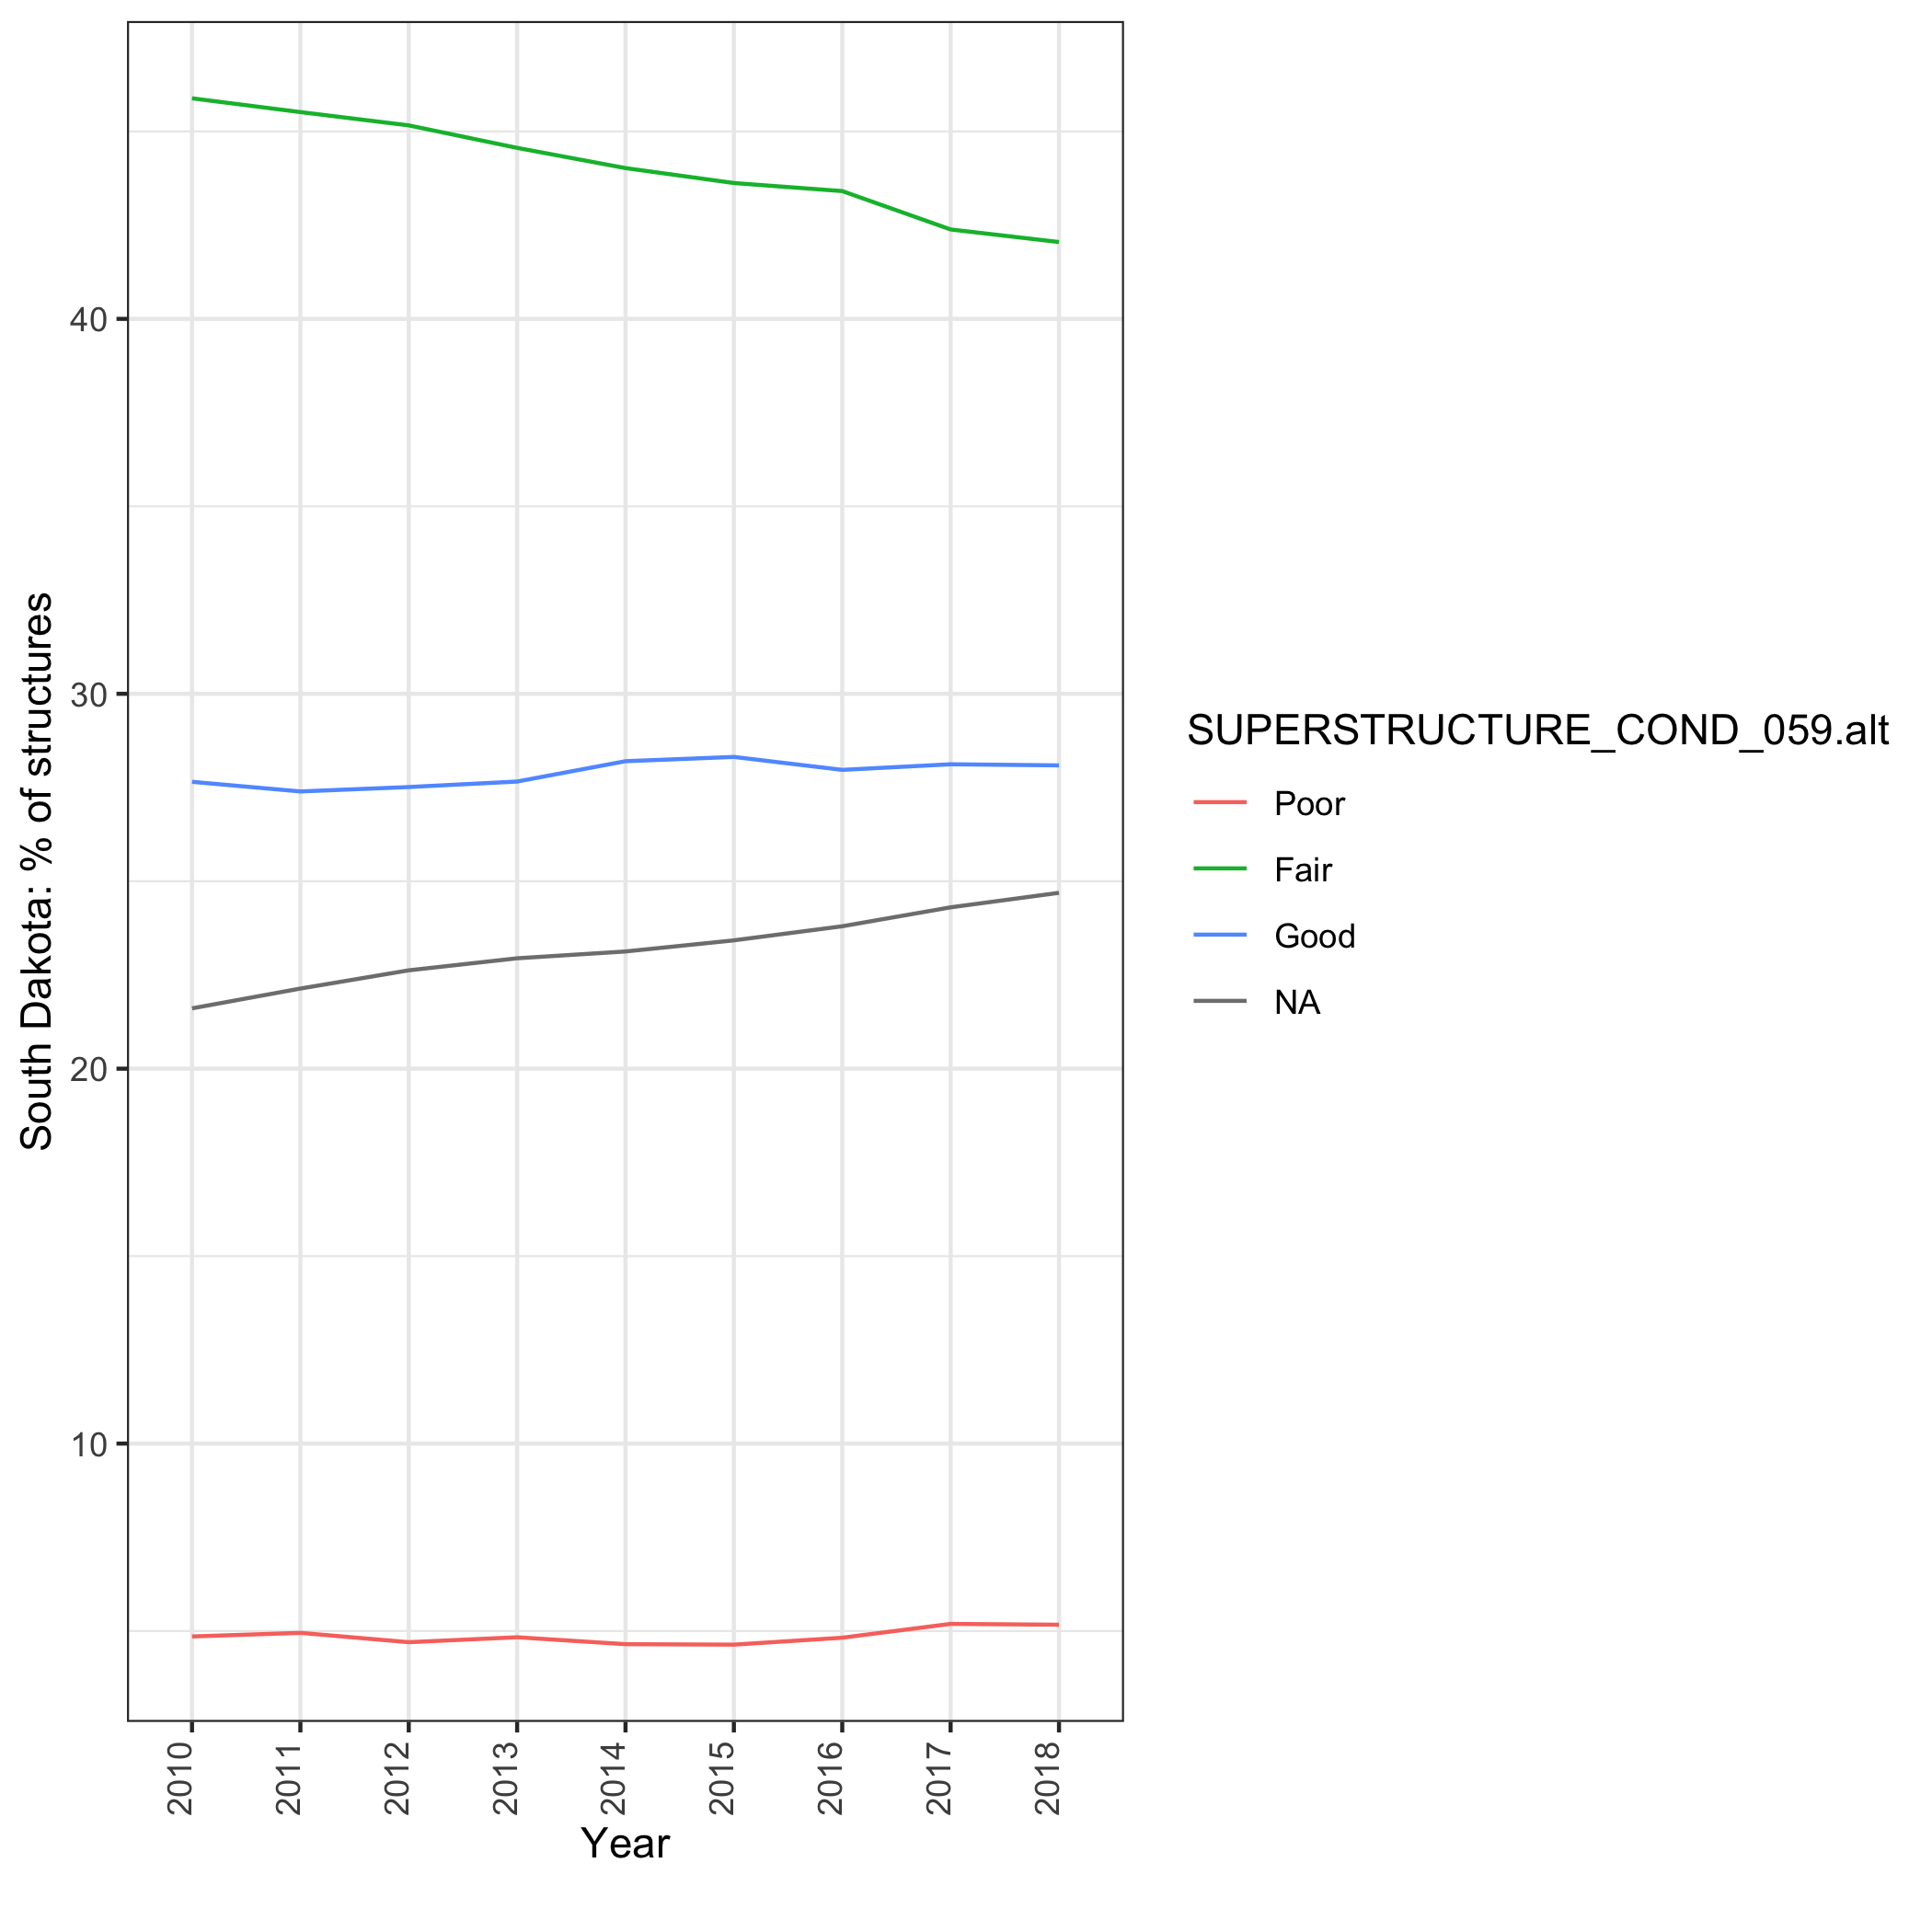 South Dakota: % of structures
40
30
20
10
2010
2011
2012
2013
2014
2015
2016
2017
2018
Year
SUPERSTRUCTURE_COND_059.alt
Poor
Fair
Good
NA